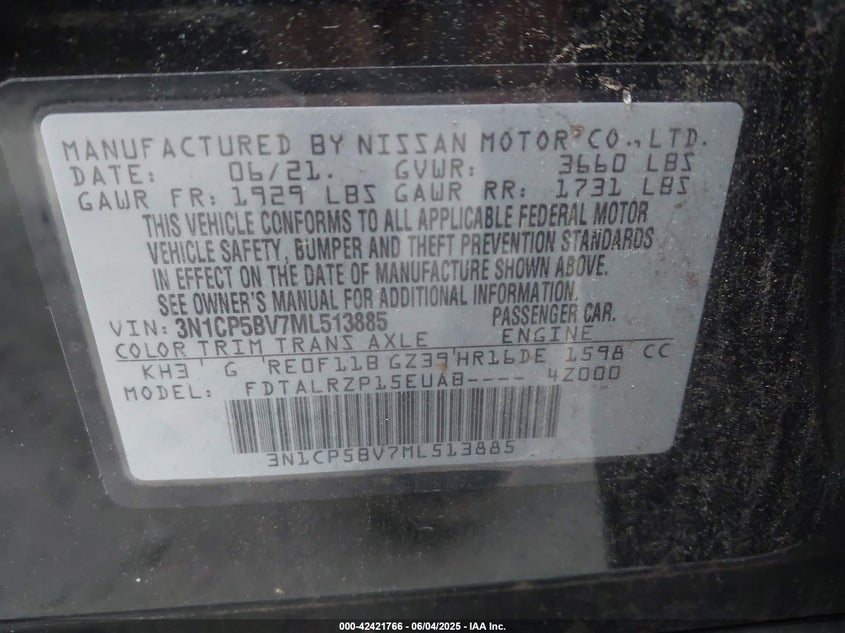 MANUFACTURED BY NISSAN MOTOR CO., LTD.
DATE: 06/21. GVWR: 3660 LBS
GAWR FR: 1929 LBS GAWR RR: 1731 LBS
THIS VEHICLE CONFORMS TO ALL APPLICABLE FEDERAL MOTOR
VEHICLE SAFETY, BUMPER AND THEFT PREVENTION STANDARDS
IN EFFECT ON THE DATE OF MANUFACTURE SHOWN ABOVE.
SEE OWNER'S MANUAL FOR ADDITIONAL INFORMATION.
VIN: 3N1CP5BV7ML513885 PASSENGER CAR.
COLOR TRIM TRANS AXLE ENGINE
KH3 G RE0F11B GZ39 HR16DE 1598 CC
MODEL: FDTALRZP15EUA8---- 4Z000
3N1CP5BV7ML513885
000-42421766 - 06/04/2025 - IAA Inc.